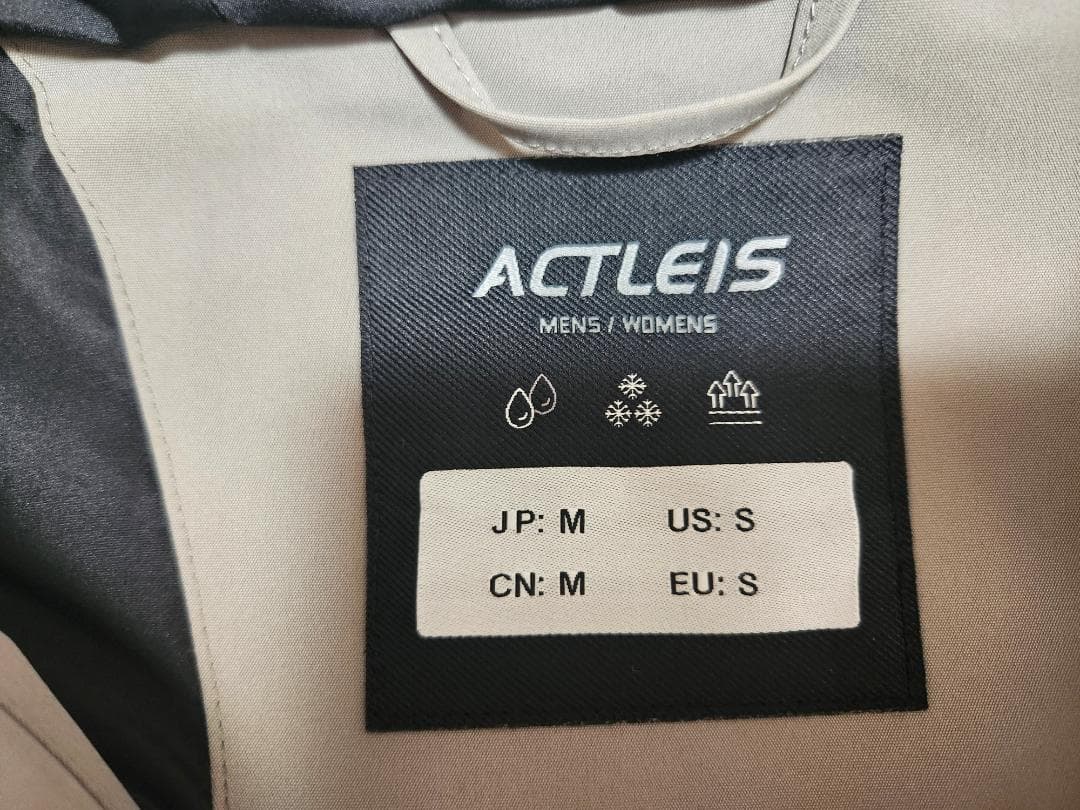 ACTLEIS
MENS / WOMENS
JP: M US: S
CN: M EU: S